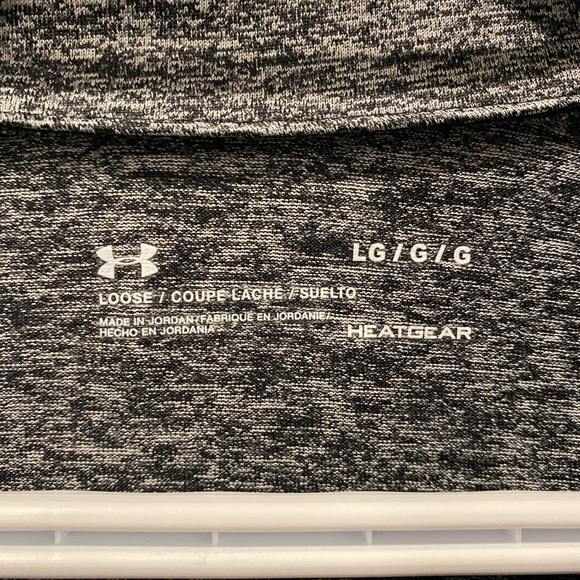 LG / G / G
LOOSE / COUPE LÂCHE / SUELTO
MADE IN JORDAN/FABRIQUÉ EN JORDANIE/
HECHO EN JORDANIA
HEATGEAR